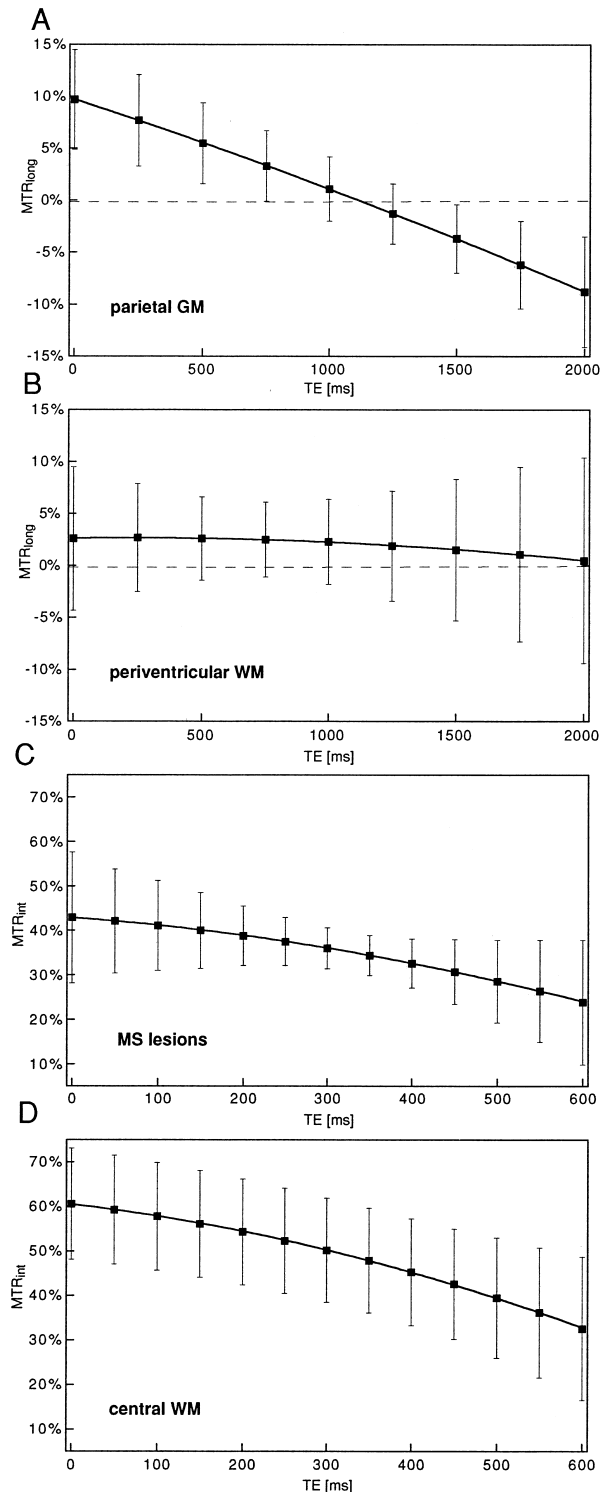 A
15%
10%
5%
0%
-5%
-10%
-15%
MTRlong
parietal GM
0 500 1000 1500 2000
TE [ms]
B
15%
10%
5%
0%
-5%
-10%
-15%
MTRlong
periventricular WM
0 500 1000 1500 2000
TE [ms]
C
70%
60%
50%
40%
30%
20%
10%
MTRint
MS lesions
0 100 200 300 400 500 600
TE [ms]
D
70%
60%
50%
40%
30%
20%
10%
MTRint
central WM
0 100 200 300 400 500 600
TE [ms]